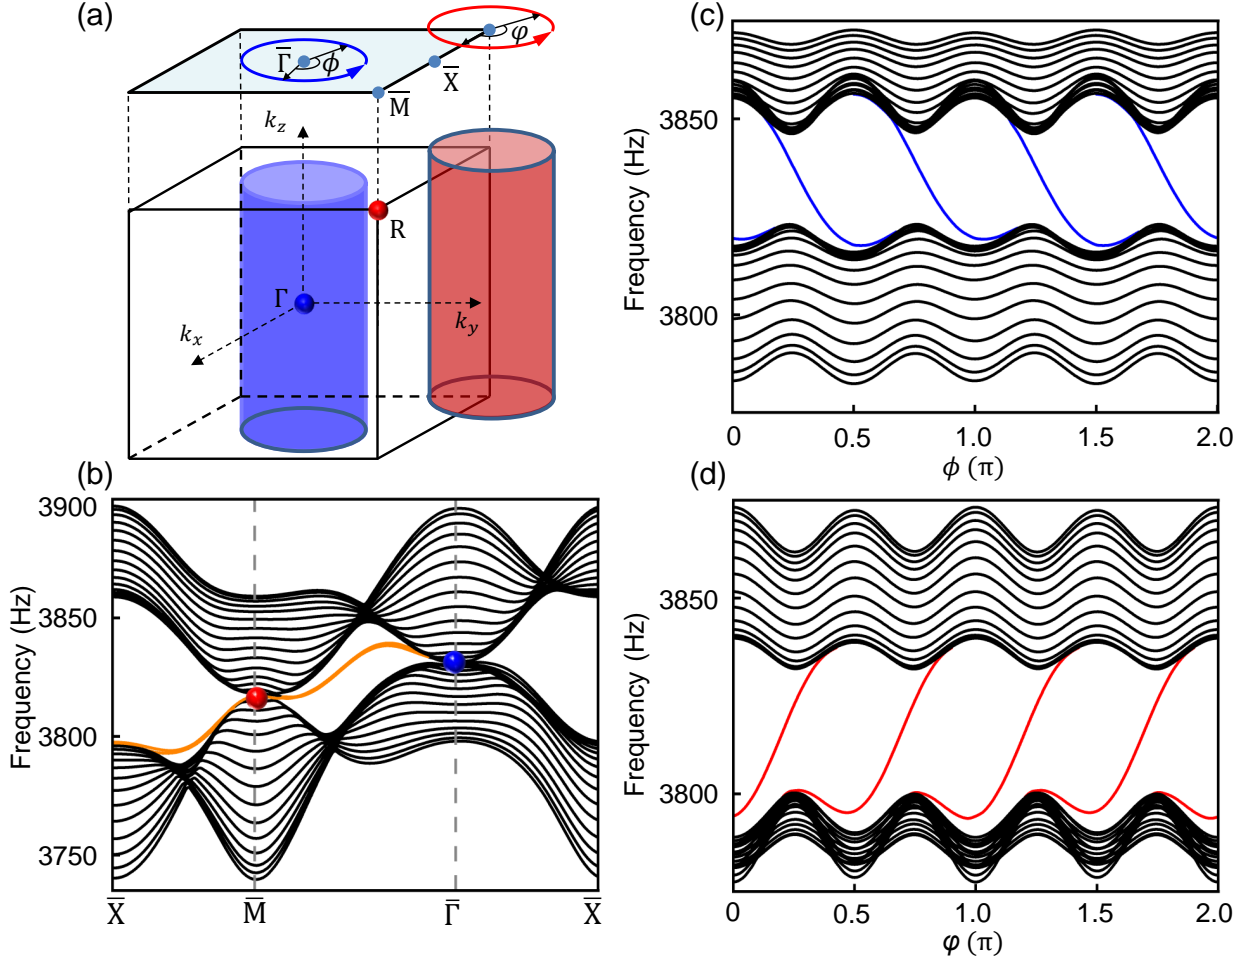 (a)
Γ̅
ϕ
φ
X̅
M̅
k_z
R
Γ
k_x
k_y
(b)
Frequency (Hz)
3900
3850
3800
3750
X̅ M̅ Γ̅ X̅
(c)
Frequency (Hz)
3850
3800
0 0.5 1.0 1.5 2.0
ϕ (π)
(d)
Frequency (Hz)
3850
3800
0 0.5 1.0 1.5 2.0
φ (π)